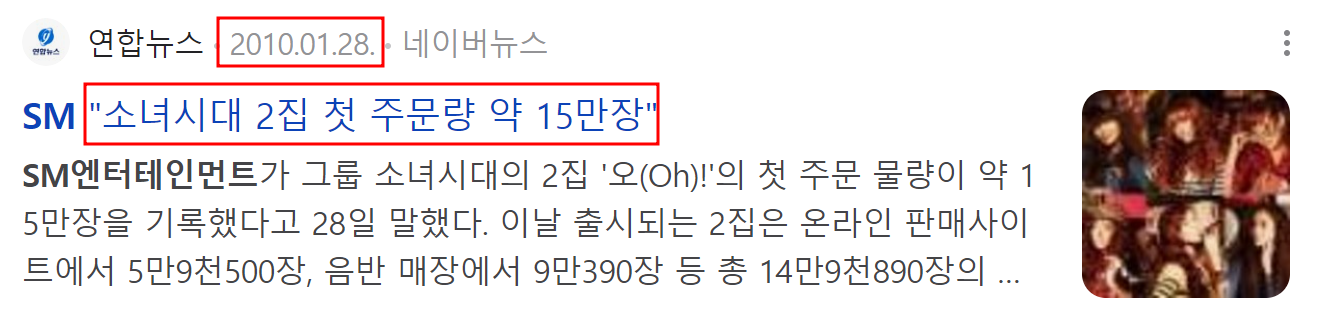 연합뉴스
연합뉴스 · 2010.01.28. · 네이버뉴스
SM "소녀시대 2집 첫 주문량 약 15만장"
SM엔터테인먼트가 그룹 소녀시대의 2집 '오(Oh)!'의 첫 주문 물량이 약 1
5만장을 기록했다고 28일 말했다. 이날 출시되는 2집은 온라인 판매사이
트에서 5만9천500장, 음반 매장에서 9만390장 등 총 14만9천890장의 ...